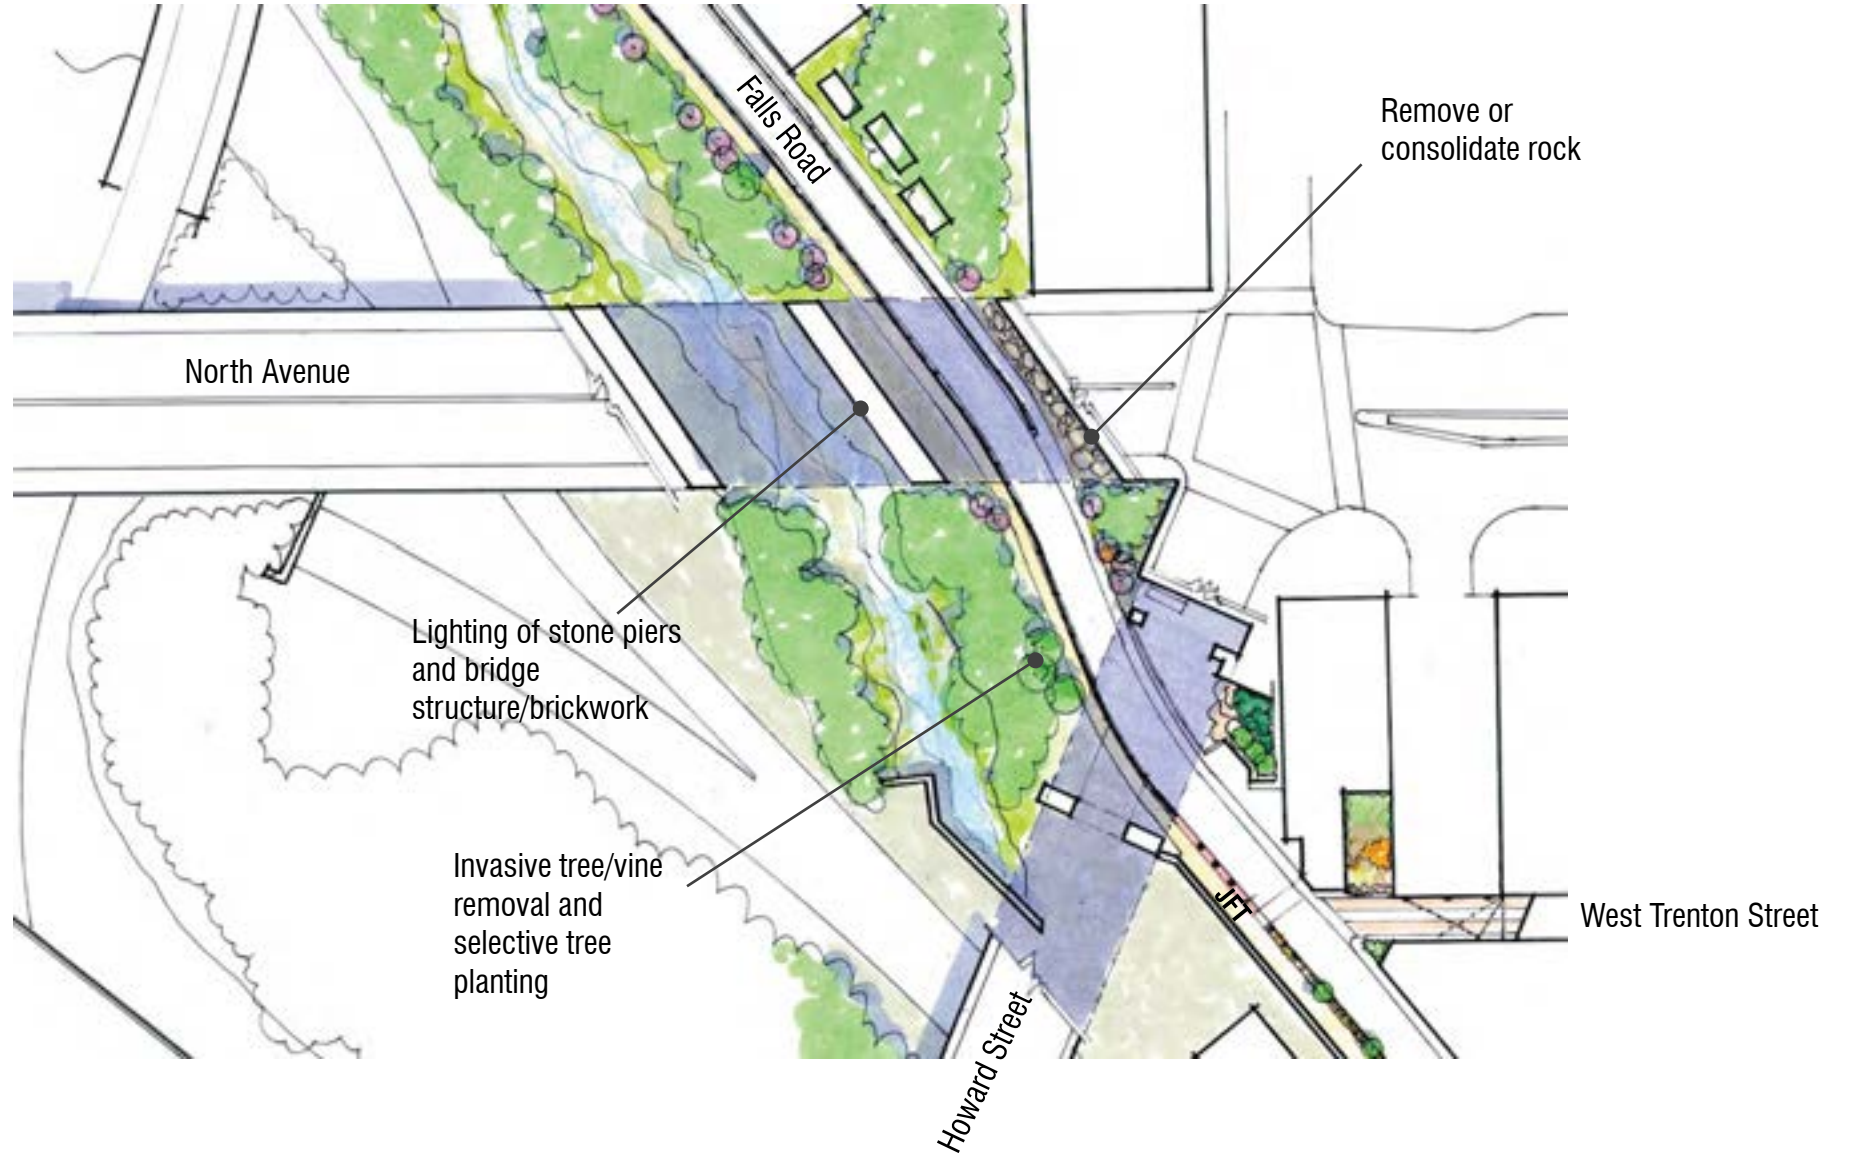 Falls Road
Remove or
consolidate rock
North Avenue
Lighting of stone piers
and bridge
structure/brickwork
Invasive tree/vine
removal and
selective tree
planting
JFT
West Trenton Street
Howard Street